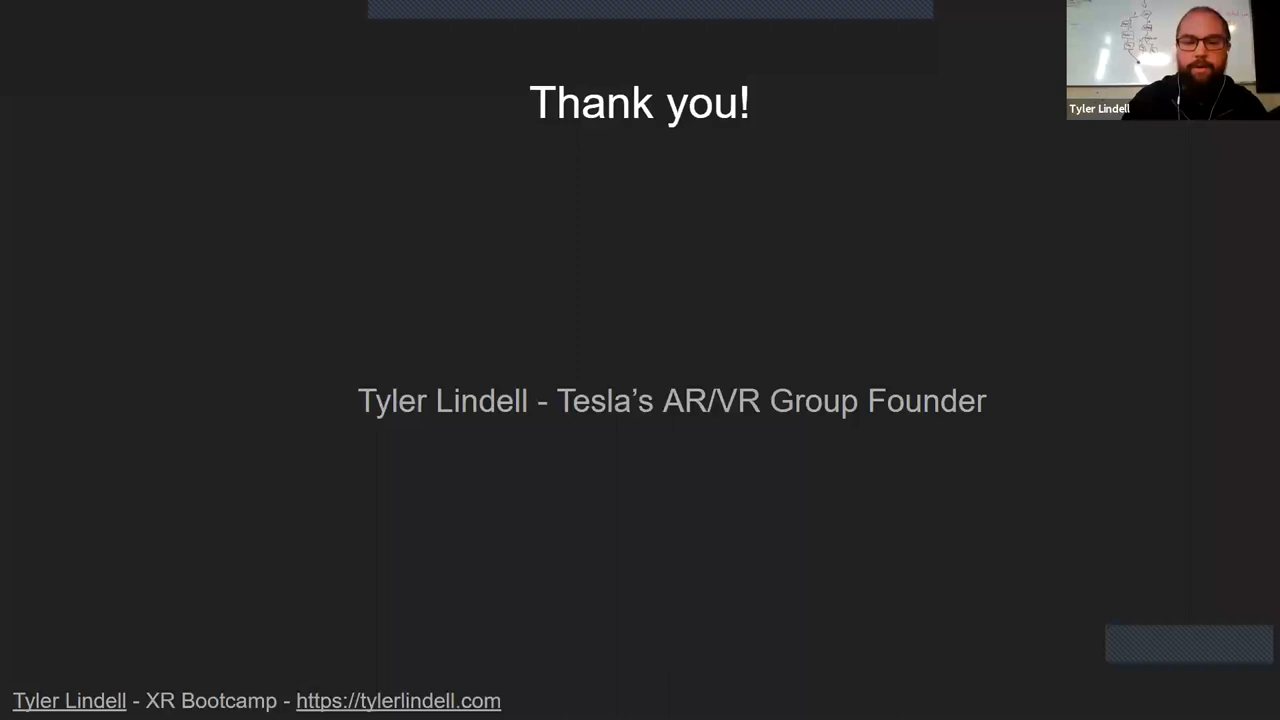 Thank you!
Tyler Lindell
Tyler Lindell - Tesla’s AR/VR Group Founder
Tyler Lindell - XR Bootcamp - https://tylerlindell.com